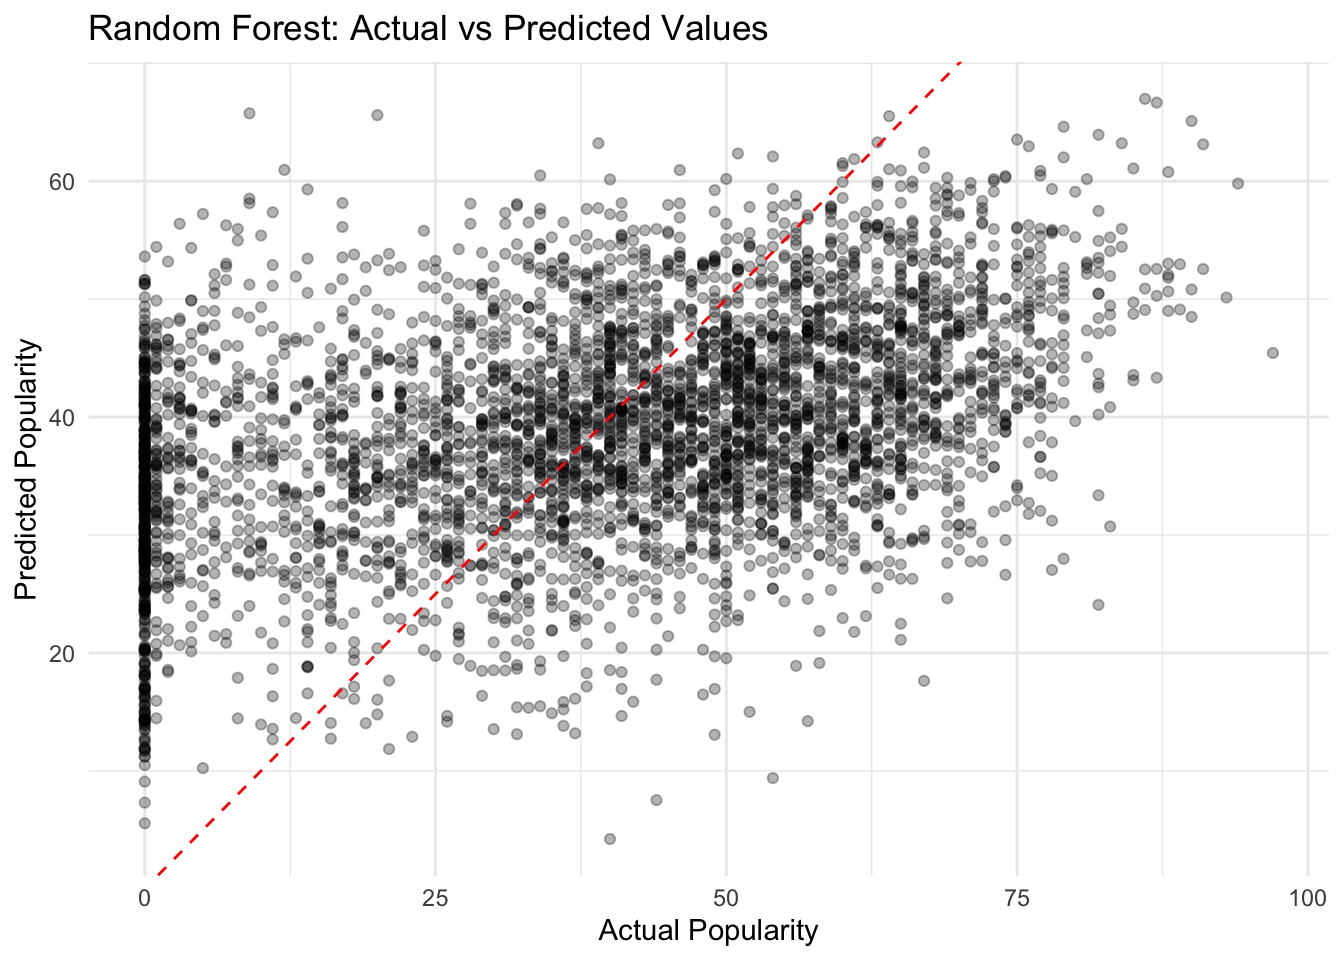 Random Forest: Actual vs Predicted Values
Predicted Popularity
60
40
20
0 25 50 75 100
Actual Popularity